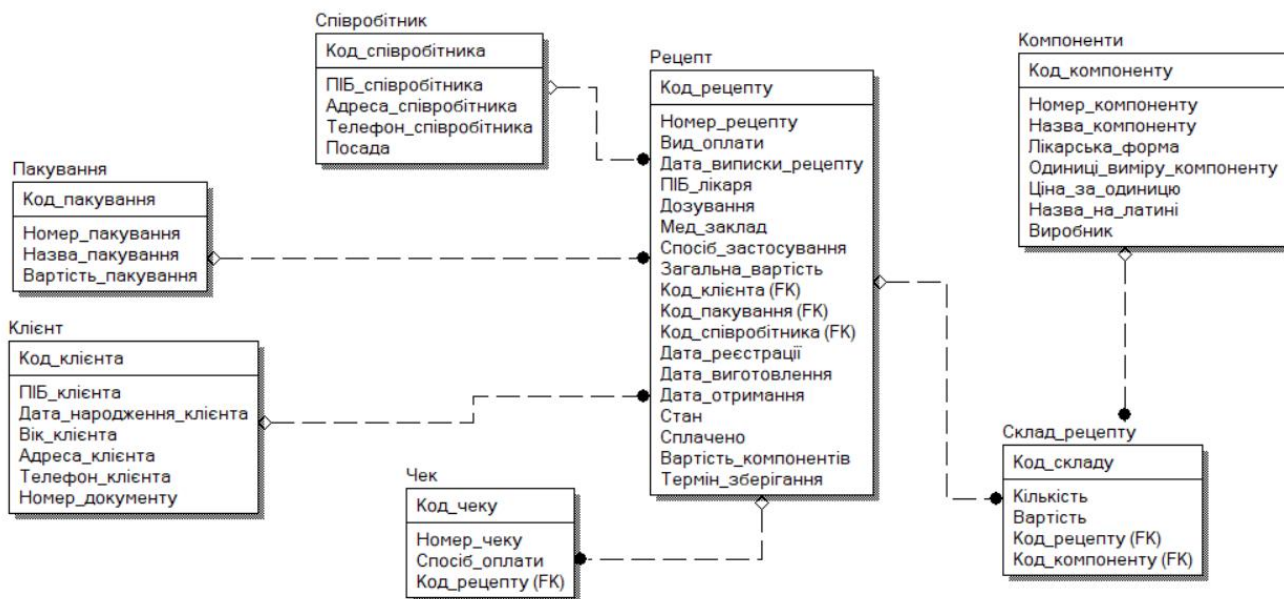 Співробітник
Код_співробітника
ПІБ_співробітника
Адреса_співробітника
Телефон_співробітника
Посада
Пакування
Код_пакування
Номер_пакування
Назва_пакування
Вартість_пакування
Клієнт
Код_клієнта
ПІБ_клієнта
Дата_народження_клієнта
Вік_клієнта
Адреса_клієнта
Телефон_клієнта
Номер_документу
Рецепт
Код_рецепту
Номер_рецепту
Вид_оплати
Дата_виписки_рецепту
ПІБ_лікаря
Дозування
Мед_заклад
Спосіб_застосування
Загальна_вартість
Код_клієнта (FK)
Код_пакування (FK)
Код_співробітника (FK)
Дата_реєстрації
Дата_виготовлення
Дата_отримання
Стан
Сплачено
Вартість_компонентів
Термін_зберігання
Чек
Код_чеку
Номер_чеку
Спосіб_оплати
Код_рецепту (FK)
Компоненти
Код_компоненту
Номер_компоненту
Назва_компоненту
Лікарська_форма
Одиниці_виміру_компоненту
Ціна_за_одиницю
Назва_на_латині
Виробник
Склад_рецепту
Код_складу
Кількість
Вартість
Код_рецепту (FK)
Код_компоненту (FK)